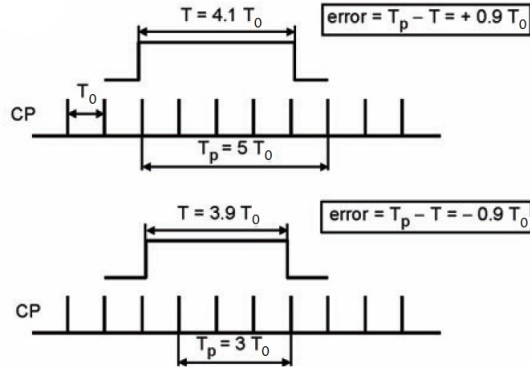 T = 4.1 T₀
error = Tₚ – T = + 0.9 T₀
T₀
CP
Tₚ = 5 T₀
T = 3.9 T₀
error = Tₚ – T = – 0.9 T₀
CP
Tₚ = 3 T₀